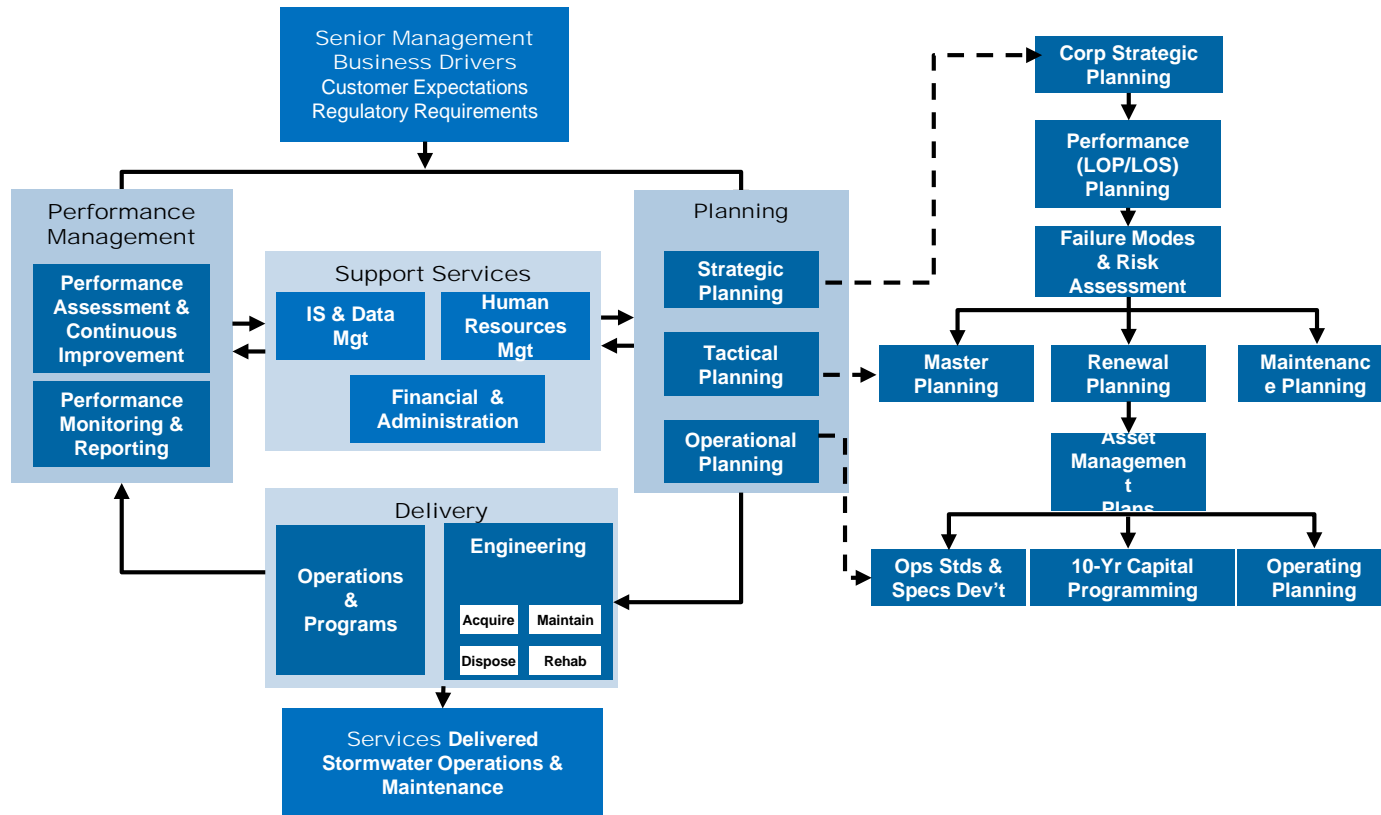 Senior Management
Business Drivers
Customer Expectations
Regulatory Requirements
Performance
Management
Performance
Assessment &
Continuous
Improvement
Performance
Monitoring &
Reporting
Support Services
IS & Data
Mgt
Human
Resources
Mgt
Financial &
Administration
Planning
Strategic
Planning
Tactical
Planning
Operational
Planning
Delivery
Operations
&
Programs
Engineering
Acquire
Maintain
Dispose
Rehab
Services Delivered
Stormwater Operations &
Maintenance
Corp Strategic
Planning
Performance
(LOP/LOS)
Planning
Failure Modes
& Risk
Assessment
Master
Planning
Renewal
Planning
Maintenanc
e Planning
Asset
Managemen
t
Plans
Ops Stds &
Specs Dev't
10-Yr Capital
Programming
Operating
Planning